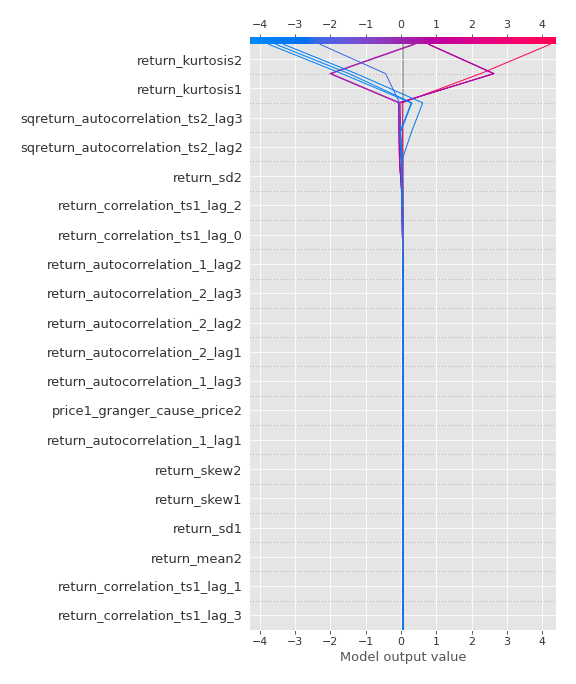 −4 −3 −2 −1 0 1 2 3 4
return_kurtosis2
return_kurtosis1
sqreturn_autocorrelation_ts2_lag3
sqreturn_autocorrelation_ts2_lag2
return_sd2
return_correlation_ts1_lag_2
return_correlation_ts1_lag_0
return_autocorrelation_1_lag2
return_autocorrelation_2_lag3
return_autocorrelation_2_lag2
return_autocorrelation_2_lag1
return_autocorrelation_1_lag3
price1_granger_cause_price2
return_autocorrelation_1_lag1
return_skew2
return_skew1
return_sd1
return_mean2
return_correlation_ts1_lag_1
return_correlation_ts1_lag_3
−4 −3 −2 −1 0 1 2 3 4
Model output value